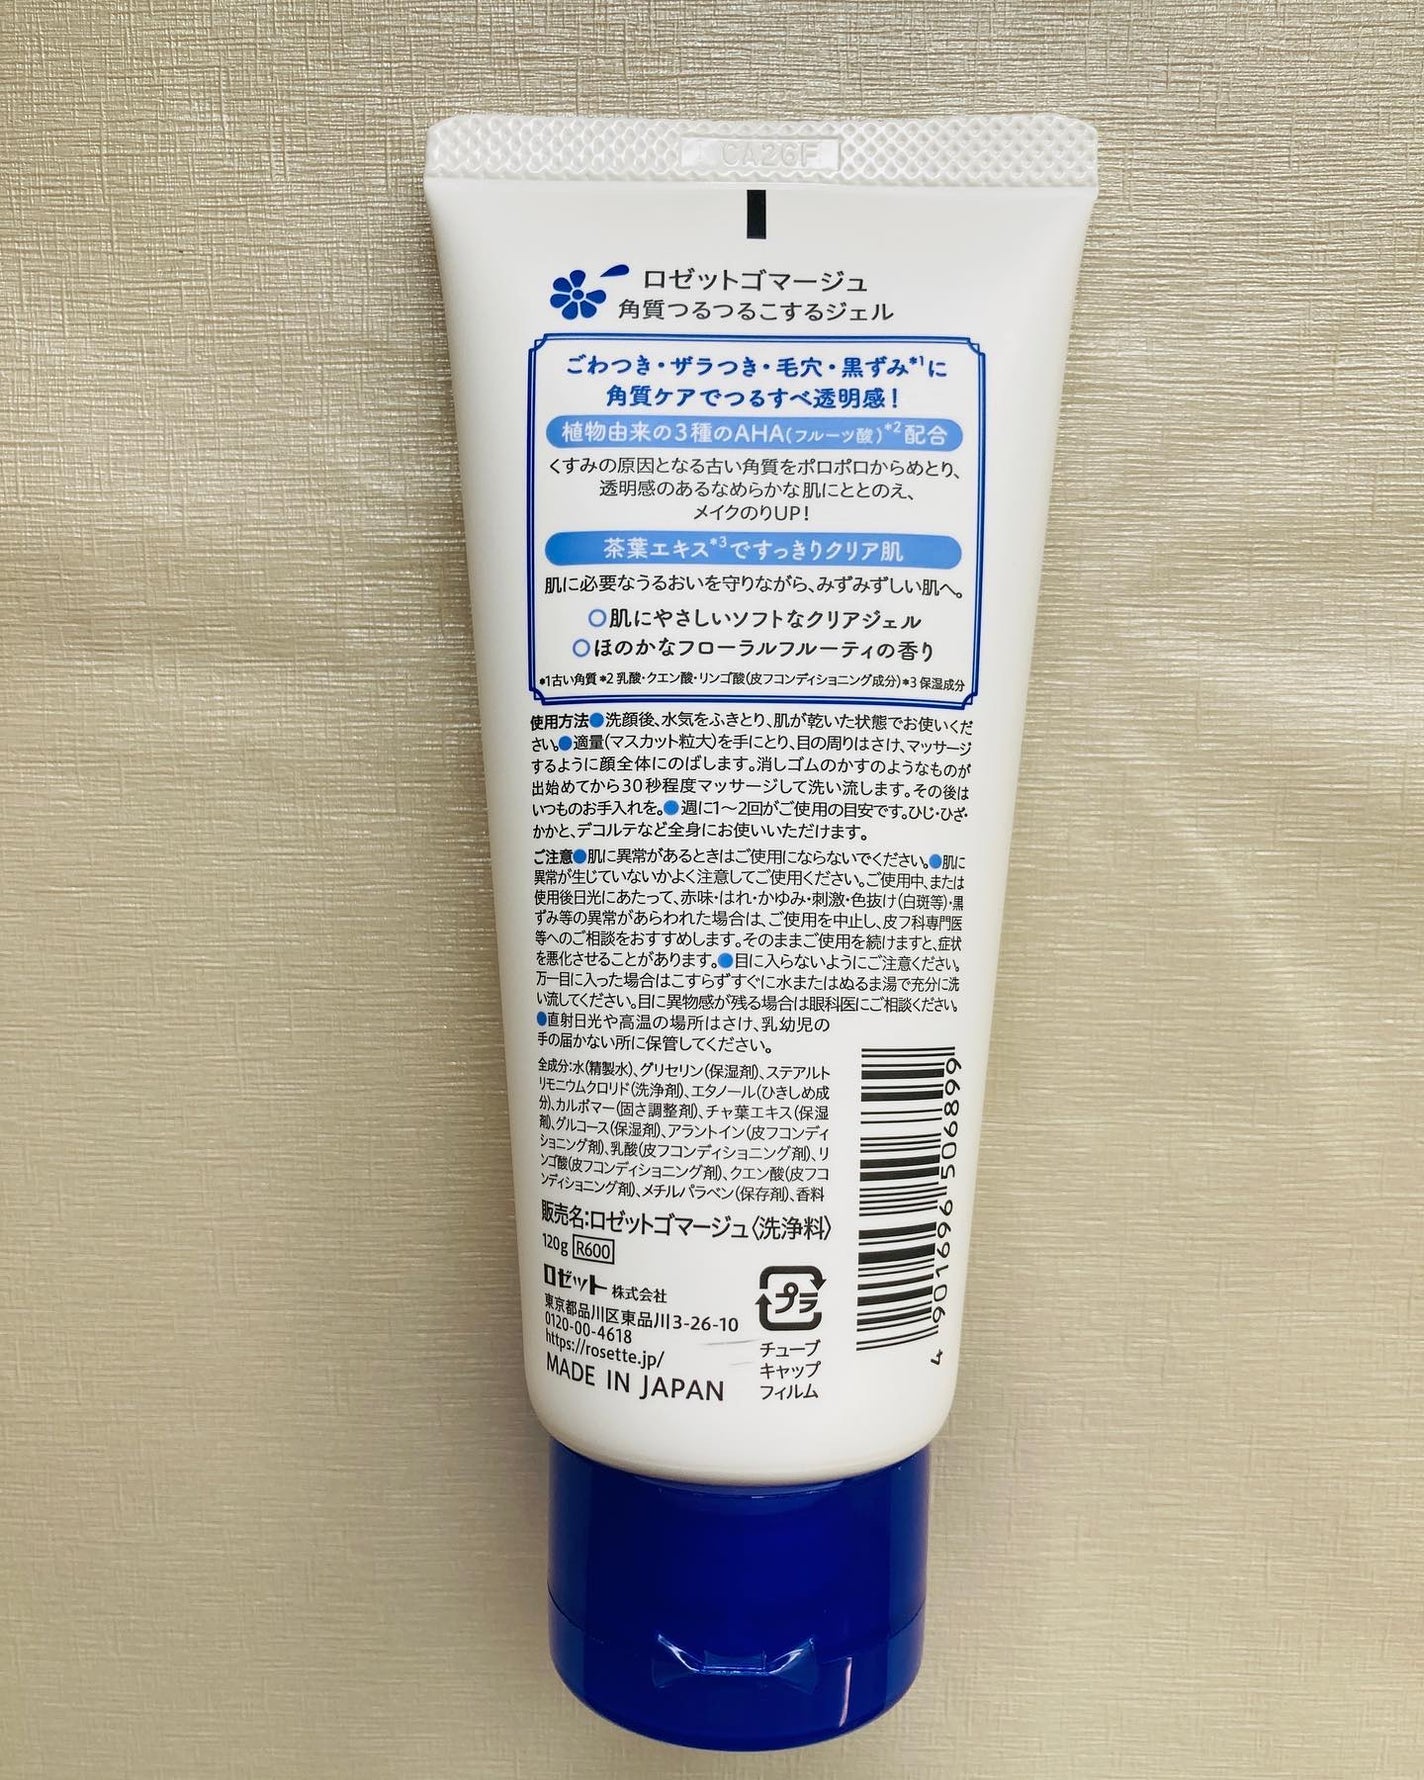 CA26F
ロゼットゴマージュ
角質つるつるこするジェル
ごわつき・ザラつき・毛穴・黒ずみ*1に
角質ケアでつるすべ透明感！
植物由来の3種のAHA(フルーツ酸)*2配合
くすみの原因となる古い角質をポロポロからめとり、
透明感のあるなめらかな肌にととのえ、
メイクのりUP！
茶葉エキス*3ですっきりクリア肌
肌に必要なうるおいを守りながら、みずみずしい肌へ。
○肌にやさしいソフトなクリアジェル
○ほのかなフローラルフルーティの香り
*1古い角質 *2 乳酸・クエン酸・リンゴ酸(皮フコンディショニング成分)*3 保湿成分
使用方法●洗顔後、水気をふきとり、肌が乾いた状態でお使いくだ
さい。●適量(マスカット粒大)を手にとり、目の周りはさけ、マッサージ
するように顔全体にのばします。消しゴムのかすのようなものが
出始めてから30秒程度マッサージして洗い流します。その後は
いつものお手入れを。●週に1～2回がご使用の目安です。ひじ・ひざ・
かかと、デコルテなど全身にお使いいただけます。
ご注意●肌に異常があるときはご使用にならないでください。●肌に
異常が生じていないかよく注意してご使用ください。ご使用中、または
使用後日光にあたって、赤味・はれ・かゆみ・刺激・色抜け(白斑等)・黒
ずみ等の異常があらわれた場合は、ご使用を中止し、皮フ科専門医
等へのご相談をおすすめします。そのままご使用を続けますと、症状
を悪化させることがあります。●目に入らないようにご注意ください。
万一目に入った場合はこすらずすぐに水またはぬるま湯で充分に洗
い流してください。目に異物感が残る場合は眼科医にご相談ください。
●直射日光や高温の場所はさけ、乳幼児の
手の届かない所に保管してください。
全成分:水(精製水)、グリセリン(保湿剤)、ステアルト
リモニウムクロリド(洗浄剤)、エタノール(ひきしめ成
分)、カルボマー(固さ調整剤)、チャ葉エキス(保湿
剤)、グルコース(保湿剤)、アラントイン(皮フコンディ
ショニング剤)、乳酸(皮フコンディショニング剤)、リ
ンゴ酸(皮フコンディショニング剤)、クエン酸(皮フコ
ンディショニング剤)、メチルパラベン(保存剤)、香料
販売名:ロゼットゴマージュ〈洗浄料〉
120g R600
ロゼット 株式会社
東京都品川区東品川3-26-10
0120-00-4618
https://rosette.jp/
MADE IN JAPAN
プラ
チューブ
キャップ
フィルム
4 901696 506899